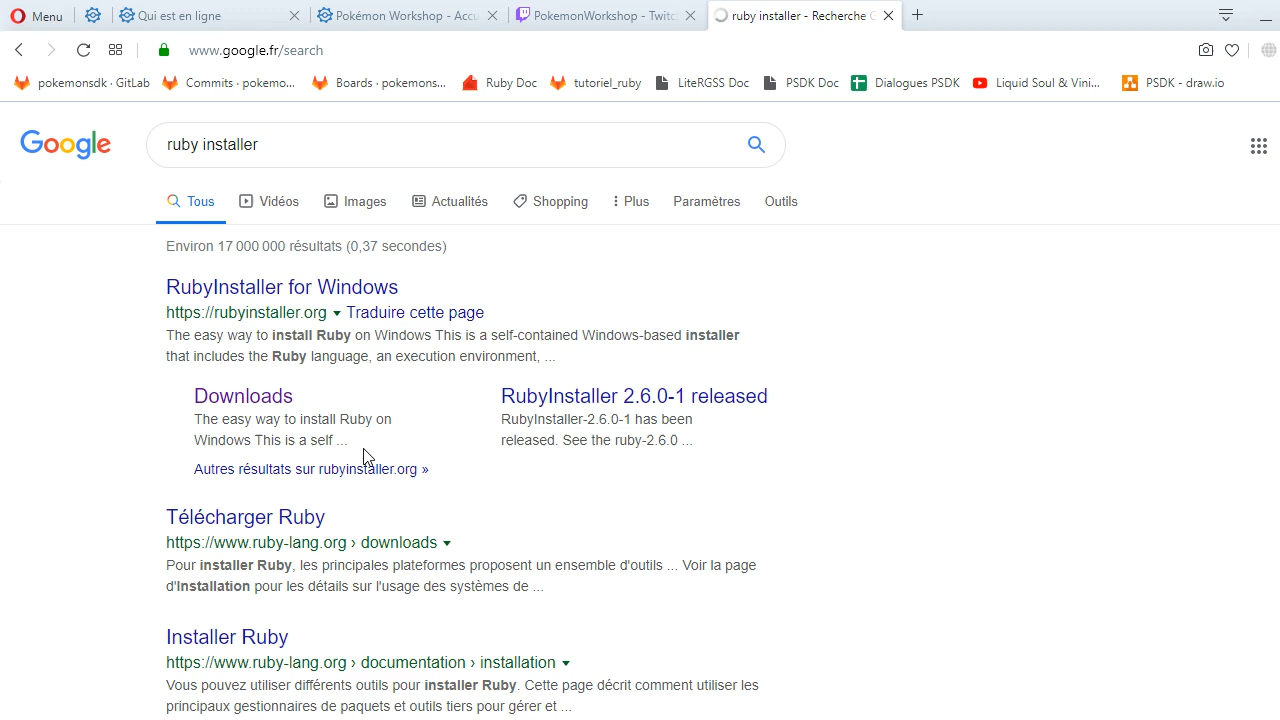 Menu Qui est en ligne Pokémon Workshop - Accu PokemonWorkshop - Twitc ruby installer - Recherche G
www.google.fr/search
pokemonsdk · GitLab Commits · pokemo... Boards · pokemons... Ruby Doc tutoriel_ruby LiteRGSS Doc PSDK Doc Dialogues PSDK Liquid Soul & Vini... PSDK - draw.io
Google ruby installer
Tous Vidéos Images Actualités Shopping Plus Paramètres Outils
Environ 17 000 000 résultats (0,37 secondes)
RubyInstaller for Windows
https://rubyinstaller.org Traduire cette page
The easy way to install Ruby on Windows This is a self-contained Windows-based installer
that includes the Ruby language, an execution environment, ...
Downloads
The easy way to install Ruby on
Windows This is a self ...
RubyInstaller 2.6.0-1 released
RubyInstaller-2.6.0-1 has been
released. See the ruby-2.6.0 ...
Autres résultats sur rubyinstaller.org »
Télécharger Ruby
https://www.ruby-lang.org › downloads
Pour installer Ruby, les principales plateformes proposent un ensemble d'outils ... Voir la page
d'Installation pour les détails sur l'usage des systèmes de ...
Installer Ruby
https://www.ruby-lang.org › documentation › installation
Vous pouvez utiliser différents outils pour installer Ruby. Cette page décrit comment utiliser les
principaux gestionnaires de paquets et outils tiers pour gérer et ...